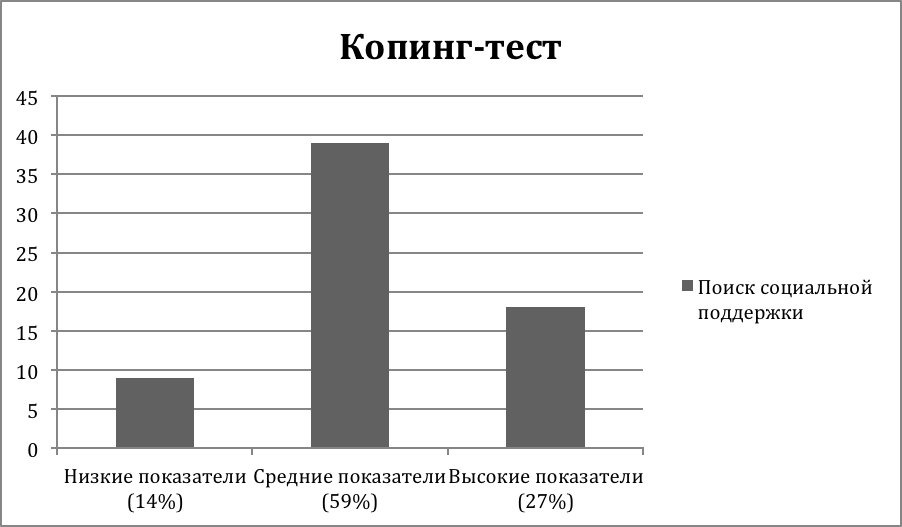 Копинг-тест
45
40
35
30
25
20
15
10
5
0
Низкие показатели Средние показатели Высокие показатели
(14%) (59%) (27%)
Поиск социальной
поддержки